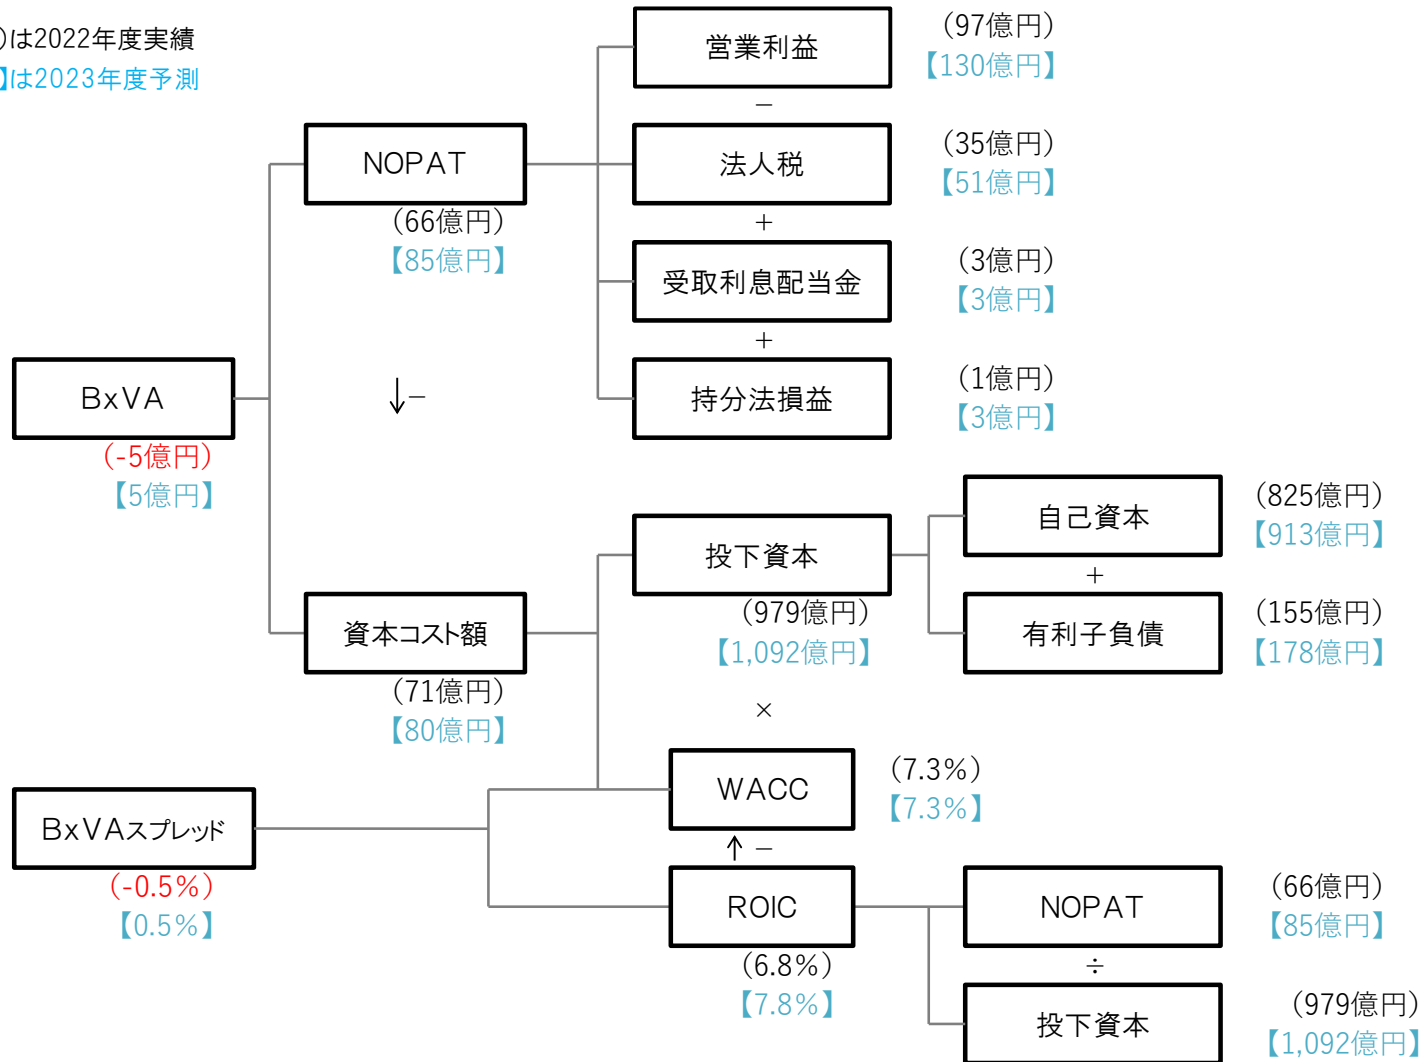 )は2022年度実績
】は2023年度予測
営業利益
(97億円)
【130億円】
－
NOPAT
(66億円)
【85億円】
法人税
(35億円)
【51億円】
＋
受取利息配当金
(3億円)
【3億円】
＋
持分法損益
(1億円)
【3億円】
BxVA
(-5億円)
【5億円】
↓－
資本コスト額
(71億円)
【80億円】
投下資本
(979億円)
【1,092億円】
自己資本
(825億円)
【913億円】
＋
有利子負債
(155億円)
【178億円】
×
WACC
(7.3%)
【7.3%】
BxVAスプレッド
(-0.5%)
【0.5%】
↑－
ROIC
(6.8%)
【7.8%】
NOPAT
(66億円)
【85億円】
÷
投下資本
(979億円)
【1,092億円】